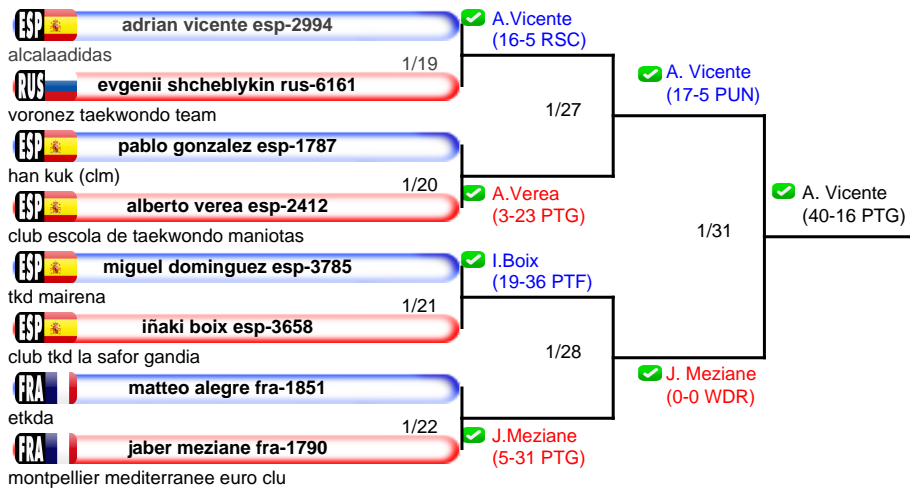 ESP adrian vicente esp-2994
alcalaadidas
1/19
RUS evgenii shcheblykin rus-6161
voronez taekwondo team
A.Vicente
(16-5 RSC)
ESP pablo gonzalez esp-1787
han kuk (clm)
1/20
ESP alberto verea esp-2412
club escola de taekwondo maniotas
A.Verea
(3-23 PTG)
1/27
A. Vicente
(17-5 PUN)
ESP miguel dominguez esp-3785
tkd mairena
1/21
ESP iñaki boix esp-3658
club tkd la safor gandia
I.Boix
(19-36 PTF)
FRA matteo alegre fra-1851
etkda
1/22
FRA jaber meziane fra-1790
montpellier mediterranee euro clu
J.Meziane
(5-31 PTG)
1/28
J. Meziane
(0-0 WDR)
1/31
A. Vicente
(40-16 PTG)